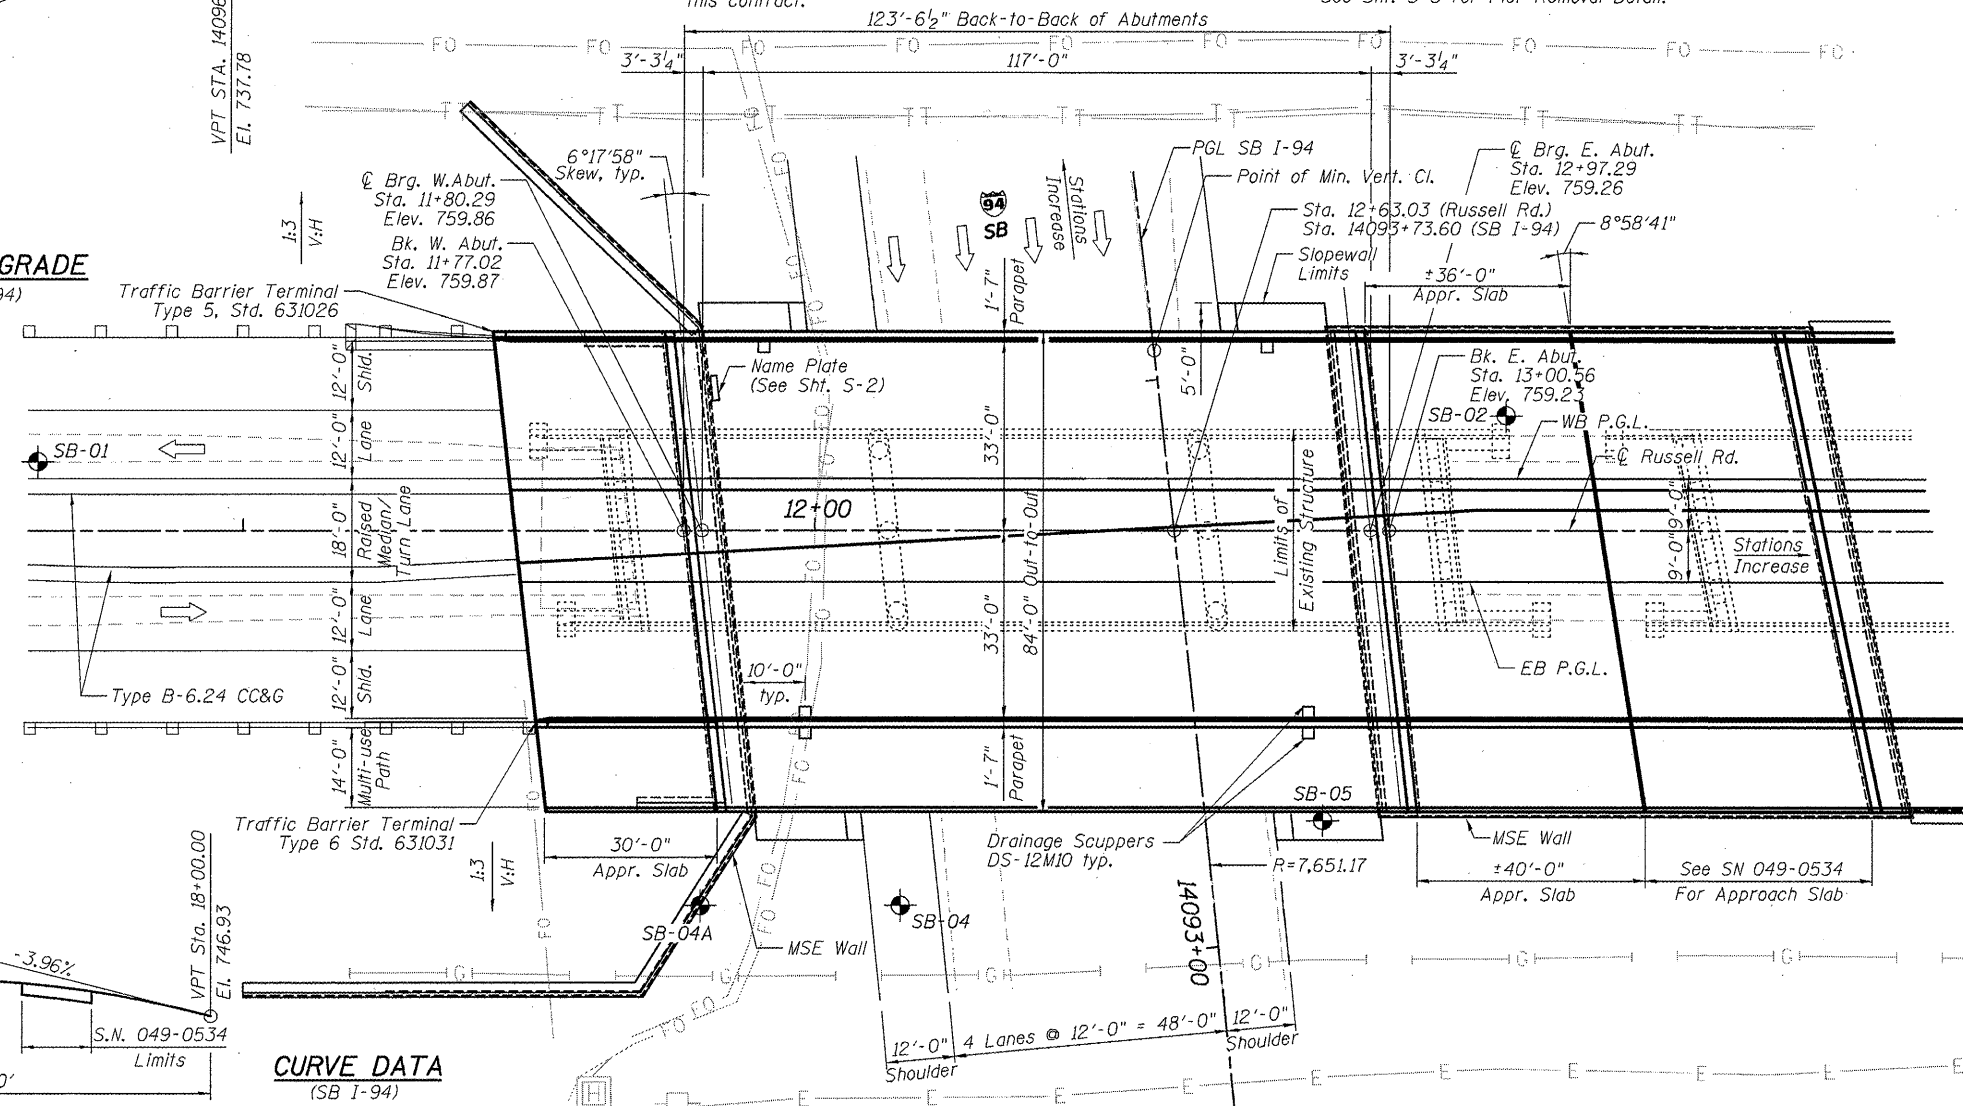 this contract.
123'-6½" Back-to-Back of Abutments
3'-3¼"
117'-0"
3'-3¼"
VPT STA. 14096
El. 737.78
6°17'58"
Skew, typ.
℄ Brg. W.Abut.
Sta. 11+80.29
Elev. 759.86
Bk. W. Abut.
Sta. 11+77.02
Elev. 759.87
1:3
V:H
94
SB
Stations
Increase
PGL SB I-94
Point of Min. Vert. Cl.
Sta. 12+63.03 (Russell Rd.)
Sta. 14093+73.60 (SB I-94)
Slopewall
Limits
℄ Brg. E. Abut.
Sta. 12+97.29
Elev. 759.26
8°58'41"
±36'-0"
Appr. Slab
GRADE
94)
Traffic Barrier Terminal
Type 5, Std. 631026
1'-7"
Parapet
5'-0"
Name Plate
(See Sht. S-2)
Bk. E. Abut.
Sta. 13+00.56
Elev. 759.23
SB-02
WB P.G.L.
℄ Russell Rd.
SB-01
12'-0"
Shld.
12'-0"
Lane
18'-0"
Raised
Median/
Turn Lane
12'-0"
Lane
12'-0"
Shld.
14'-0"
Multi-use
Path
12+00
33'-0"
33'-0"
84'-0" Out-to-Out
Limits of
Existing Structure
9'-0"
9'-0"
Stations
Increase
EB P.G.L.
Type B-6.24 CC&G
10'-0"
typ.
1'-7"
Parapet
SB-05
Traffic Barrier Terminal
Type 6 Std. 631031
1:3
V:H
30'-0"
Appr. Slab
Drainage Scuppers
DS-12M10 typ.
R=7,651.17
MSE Wall
±40'-0"
Appr. Slab
See SN 049-0534
For Approach Slab
SB-04A
SB-04
MSE Wall
14093+00
-3.96%
VPT Sta. 18+00.00
El. 746.93
S.N. 049-0534
Limits
12'-0"
Shoulder
4 Lanes @ 12'-0" = 48'-0"
12'-0"
Shoulder
CURVE DATA
(SB I-94)
FO FO FO FO FO FO FO FO FO FO
T T T T T T T T T T
G G G G G G
E E E E E E E E E E
H